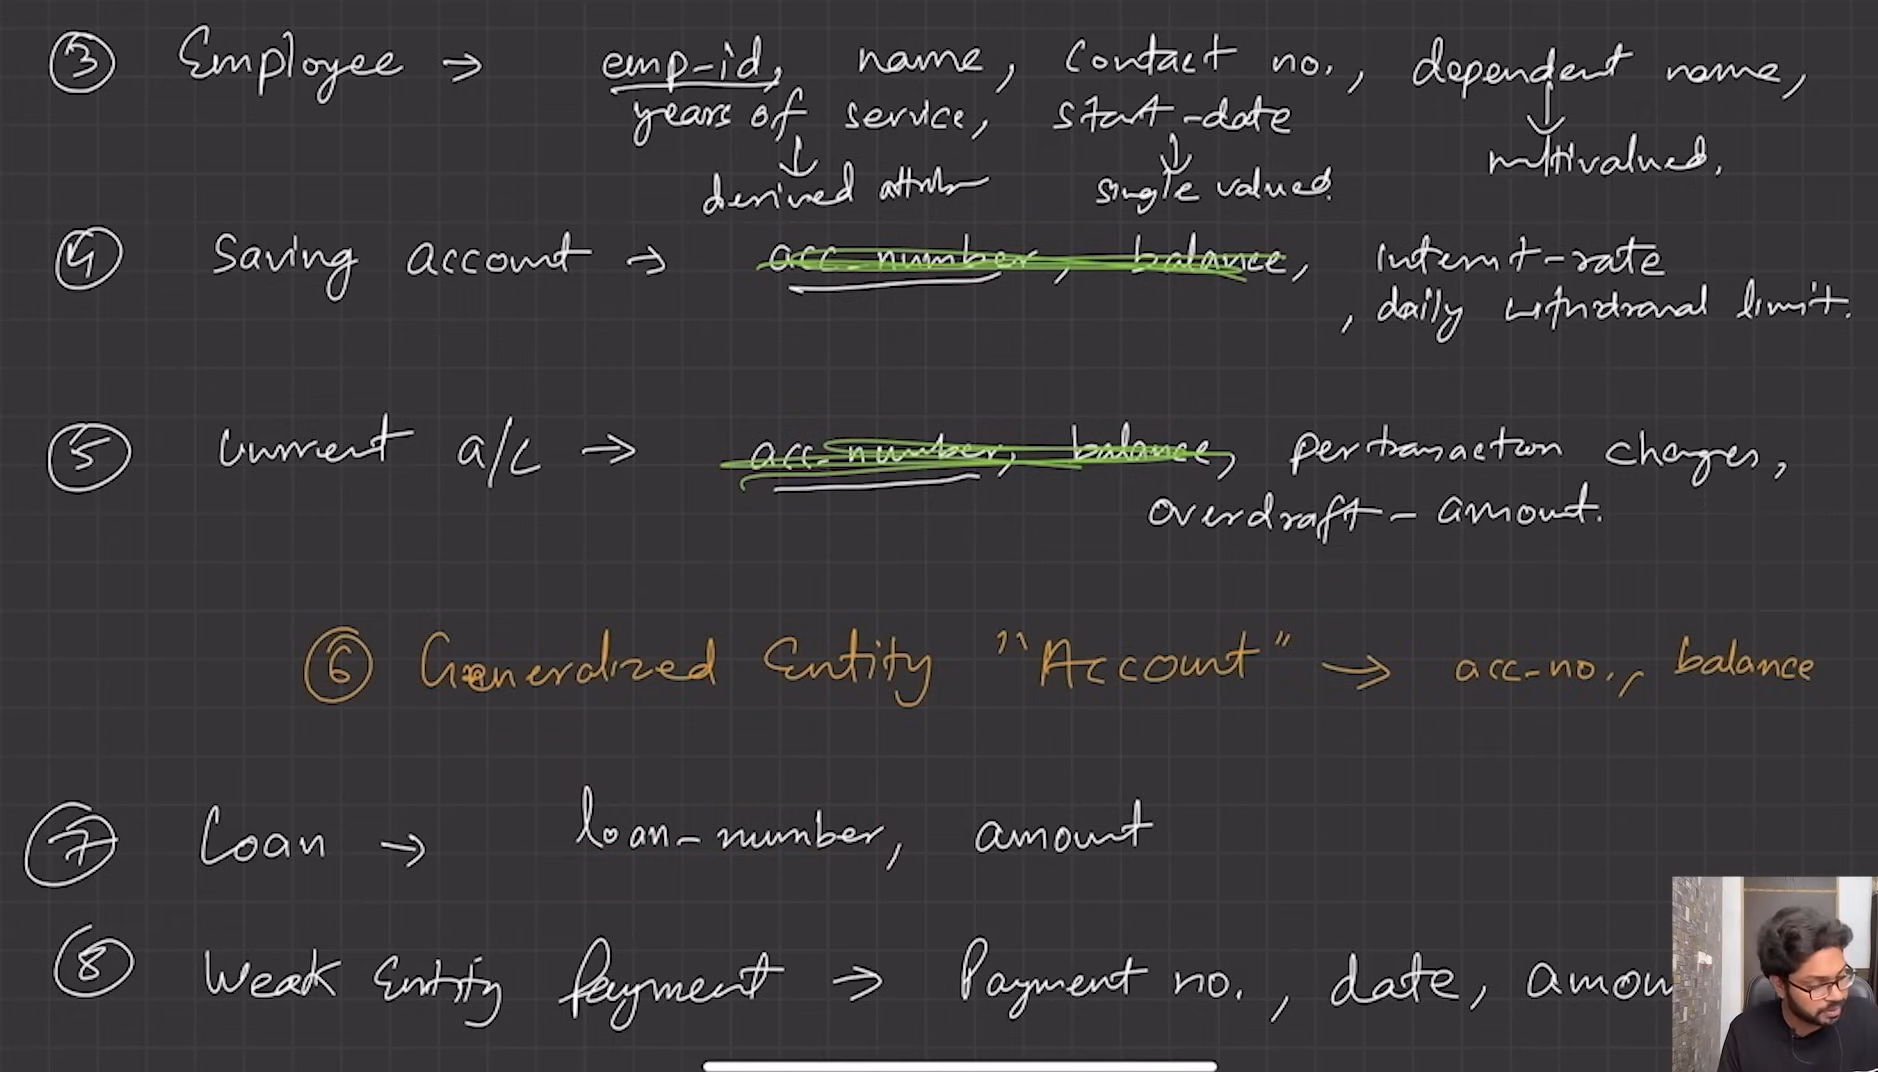 ③ Employee → emp-id, name, contact no., dependent name,
years of service, start-date
↓ ↓ ↓
derived attrib single valued. multivalued.
④ Saving account → acc-number, balance, interest-rate
, daily withdrawal limit.
⑤ Current a/c → acc-number, balance, per transaction charges,
overdraft - amount.
⑥ Generalized Entity "Account" → acc-no., balance
⑦ Loan → loan-number, amount
⑧ Weak Entity Payment → Payment no., date, amoun